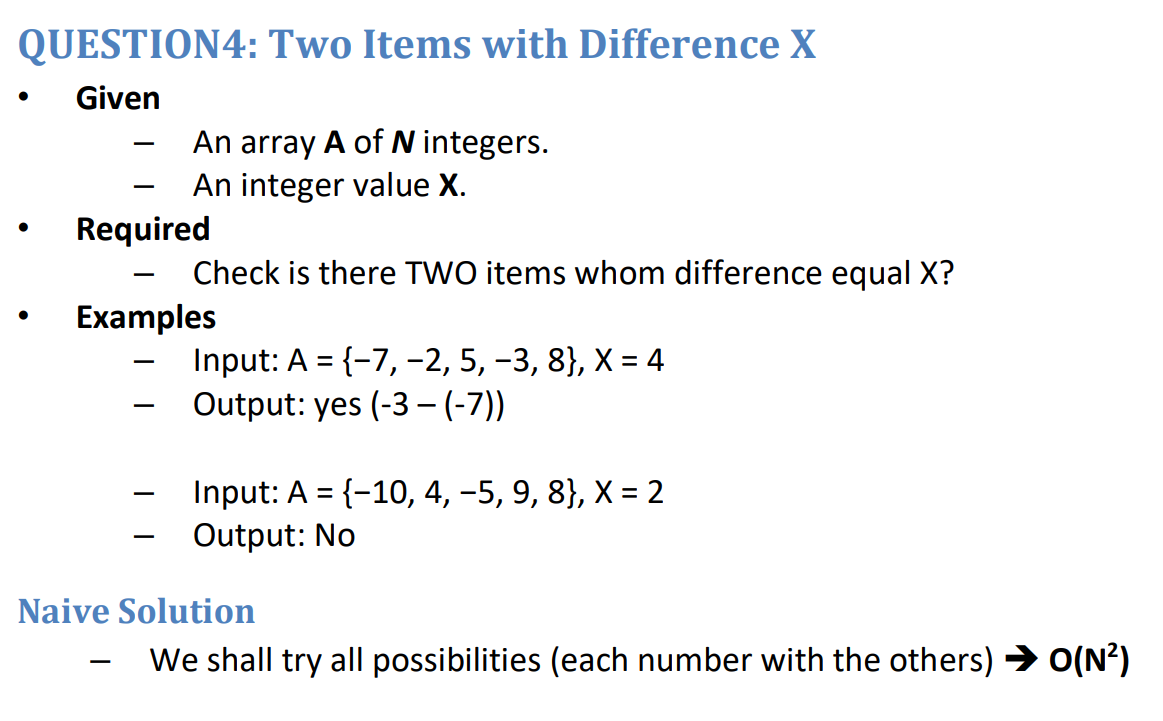 QUESTION4: Two Items with Difference X
• Given
– An array A of N integers.
– An integer value X.
• Required
– Check is there TWO items whom difference equal X?
• Examples
– Input: A = {−7, −2, 5, −3, 8}, X = 4
– Output: yes (-3 – (-7))
– Input: A = {−10, 4, −5, 9, 8}, X = 2
– Output: No
Naive Solution
– We shall try all possibilities (each number with the others) ➔ O(N²)